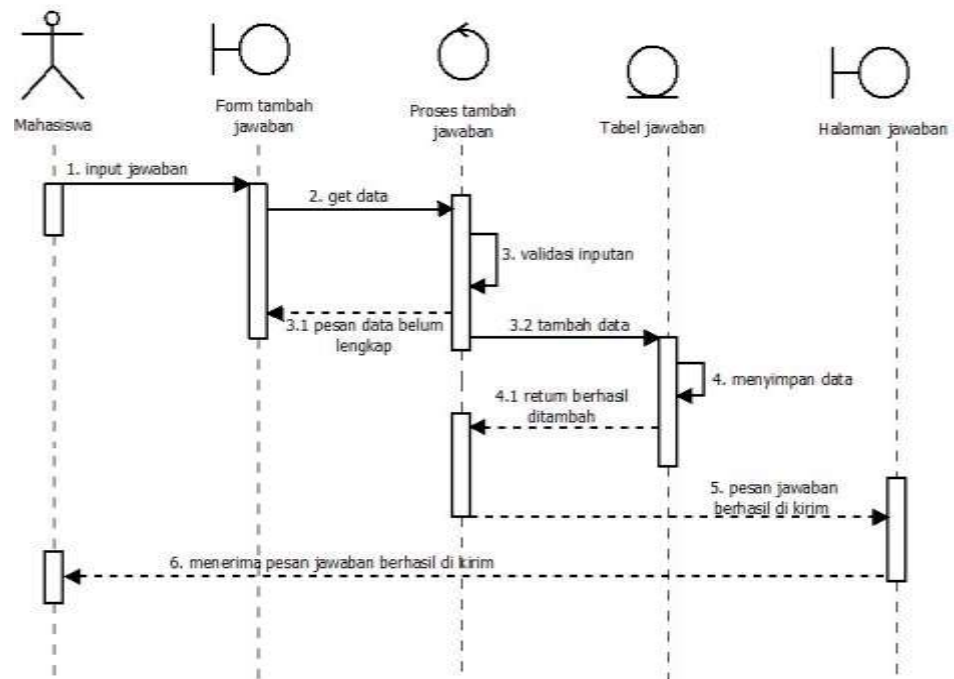 Mahasiswa
Form tambah
jawaban
Proses tambah
jawaban
Tabel jawaban
Halaman jawaban
1. input jawaban
2. get data
3. validasi inputan
3.1 pesan data belum
lengkap
3.2 tambah data
4. menyimpan data
4.1 return berhasil
ditambah
5. pesan jawaban
berhasil di kirim
6. menerima pesan jawaban berhasil di kirim